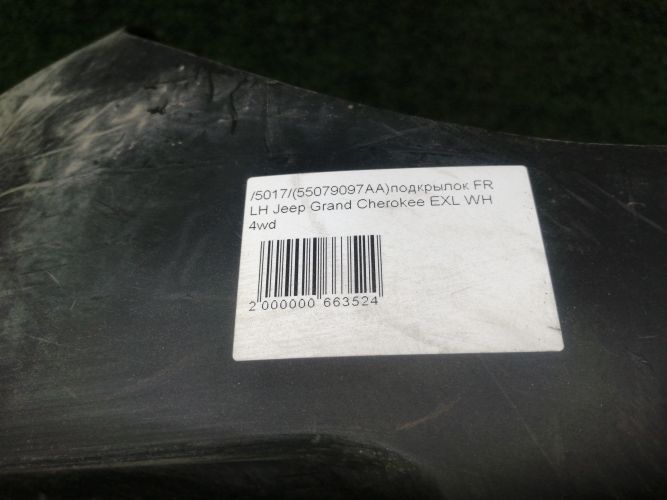 /5017/(55079097AA)подкрылок FR
LH Jeep Grand Cherokee EXL WH
4wd
2 000000 663524